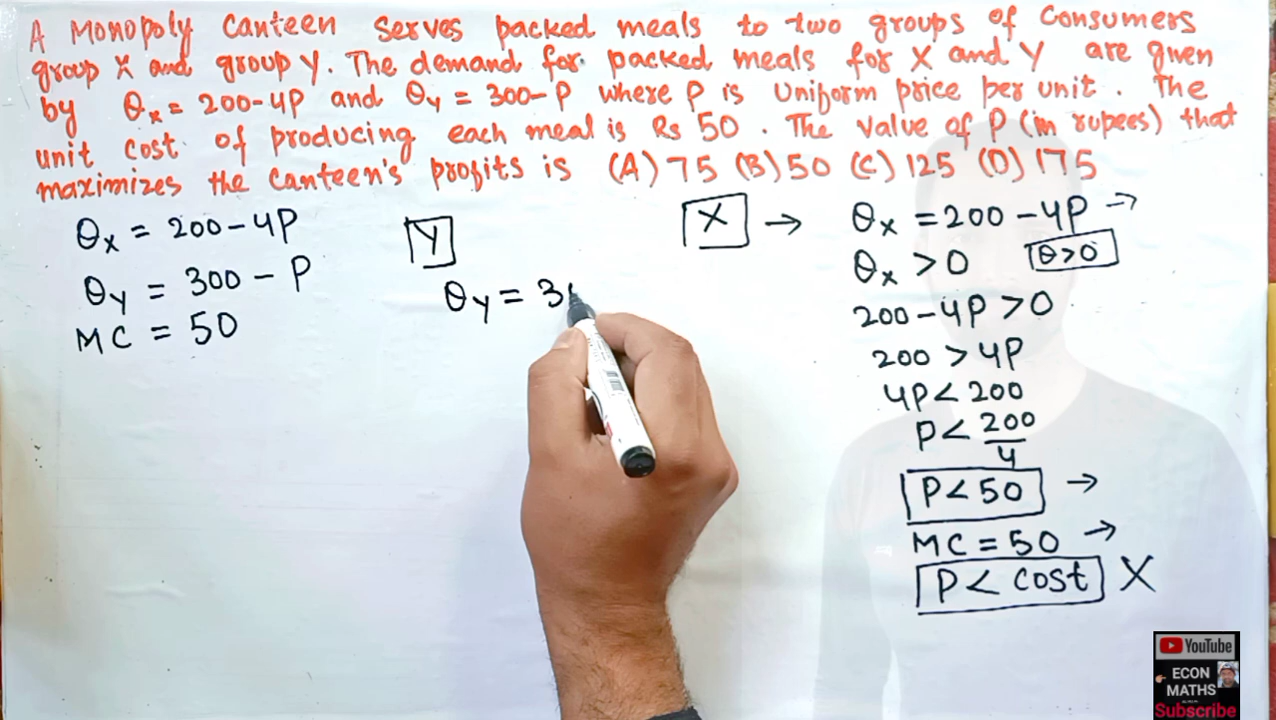 A Monopoly Canteen serves packed meals to two groups of Consumers
group X and group Y. The demand for packed meals for X and Y are given
by θx = 200-4P and θy = 300-P where P is Uniform price per unit. The
unit cost of producing each meal is Rs 50. The value of P (in rupees) that
maximizes the canteen's profits is (A) 75 (B) 50 (C) 125 (D) 175
θx = 200-4P
θy = 300 - P
MC = 50
Y
θy = 3
X →
θx = 200 - 4P →
θx > 0 θ>0
200-4P > 0
200 > 4P
4P < 200
P < 200/4
P < 50 →
MC = 50 →
P < cost X
YouTube
ECON
MATHS
Subscribe